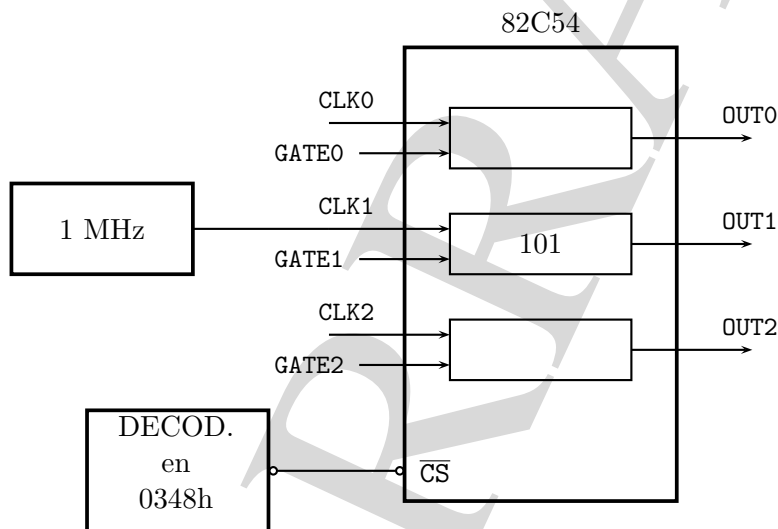 82C54
CLK0
OUT0
GATE0
CLK1
OUT1
1 MHz
101
GATE1
CLK2
OUT2
GATE2
DECOD.
en
0348h
CS